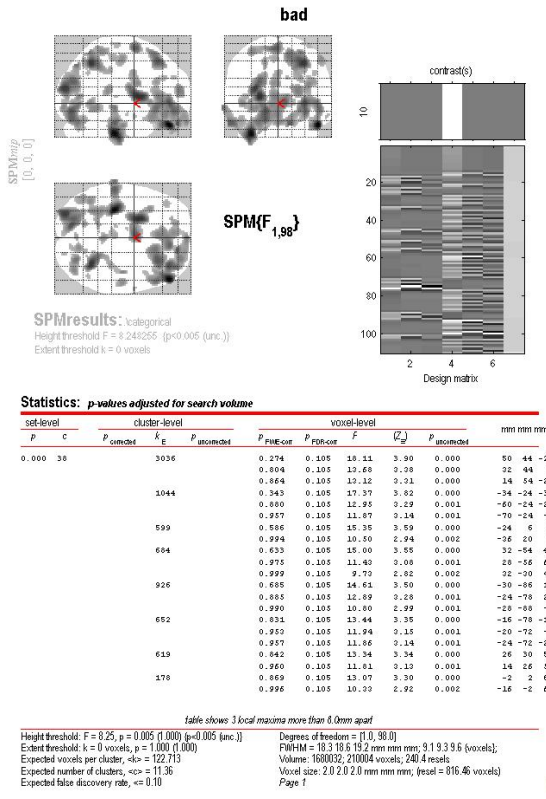 bad
contrast(s)
10
SPMmip
[0, 0, 0]
SPM{F1,98}
20
40
60
80
100
2 4 6
Design matrix
SPMresults: .\categorical
Height threshold F = 8.248255 {p<0.005 (unc.)}
Extent threshold k = 0 voxels
Statistics: p-values adjusted for search volume
set-level cluster-level voxel-level
p c p corrected k E p uncorrected p FWE-corr p FDR-corr F (Z≡) p uncorrected mm mm mm
0.000 38 3036 0.274 0.105 18.11 3.90 0.000 50 44
0.804 0.105 13.68 3.38 0.000 32 44
0.864 0.105 13.12 3.31 0.000 14 54
1044 0.343 0.105 17.37 3.82 0.000 -34 -24
0.880 0.105 12.95 3.29 0.001 -60 -24
0.957 0.105 11.87 3.14 0.001 -70 -24
599 0.586 0.105 15.35 3.59 0.000 -24 6
0.994 0.105 10.50 2.94 0.002 -36 20
684 0.633 0.105 15.00 3.55 0.000 32 -54
0.975 0.105 11.43 3.08 0.001 28 -56
0.999 0.105 9.73 2.82 0.002 32 -30
926 0.685 0.105 14.61 3.50 0.000 -30 -86
0.885 0.105 12.89 3.28 0.001 -24 -78
0.990 0.105 10.80 2.99 0.001 -28 -88
652 0.831 0.105 13.44 3.35 0.000 -16 -78
0.953 0.105 11.94 3.15 0.001 -20 -72
0.957 0.105 11.86 3.14 0.001 -24 -72
619 0.842 0.105 13.34 3.34 0.000 26 30
0.960 0.105 11.81 3.13 0.001 14 26
178 0.869 0.105 13.07 3.30 0.000 -2 2
0.996 0.105 10.33 2.92 0.002 -16 -2
table shows 3 local maxima more than 8.0mm apart
Height threshold: F = 8.25, p = 0.005 (1.000) {p<0.005 (unc.)}
Extent threshold: k = 0 voxels, p = 1.000 (1.000)
Expected voxels per cluster, <k> = 122.713
Expected number of clusters, <c> = 11.36
Expected false discovery rate, <= 0.10
Degrees of freedom = [1.0, 98.0]
FWHM = 18.3 18.6 19.2 mm mm mm; 9.1 9.3 9.6 {voxels};
Volume: 1680032; 210004 voxels; 240.4 resels
Voxel size: 2.0 2.0 2.0 mm mm mm; (resel = 816.46 voxels)
Page 1